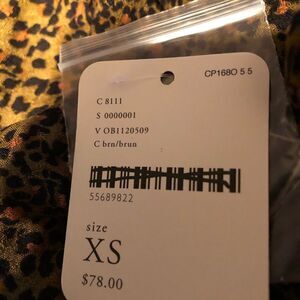 CP168O 5 5
C 8111
S 0000001
V OB1120509
C brn/brun
55689822
size
XS
$78.00